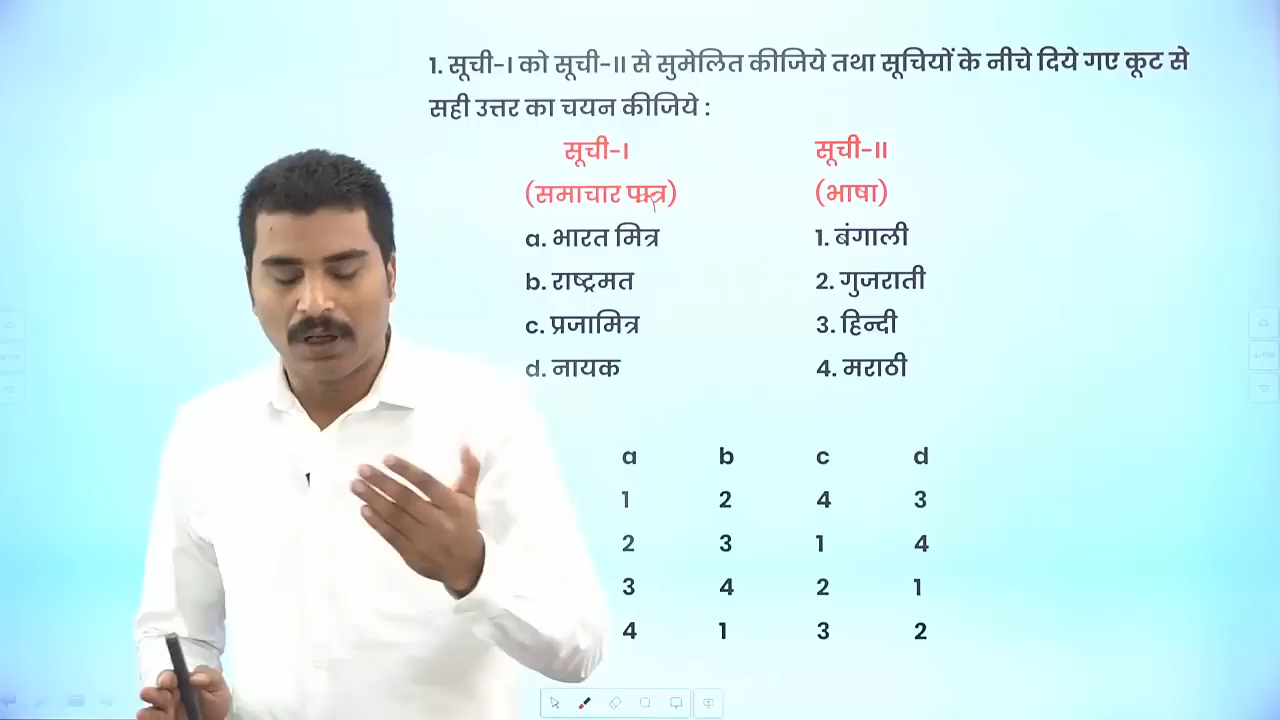 1. सूची-I को सूची-II से सुमेलित कीजिये तथा सूचियों के नीचे दिये गए कूट से
सही उत्तर का चयन कीजिये :
सूची-I सूची-II
(समाचार पत्र) (भाषा)
a. भारत मित्र 1. बंगाली
b. राष्ट्रमत 2. गुजराती
c. प्रजामित्र 3. हिन्दी
d. नायक 4. मराठी
a b c d
1 2 4 3
2 3 1 4
3 4 2 1
4 1 3 2